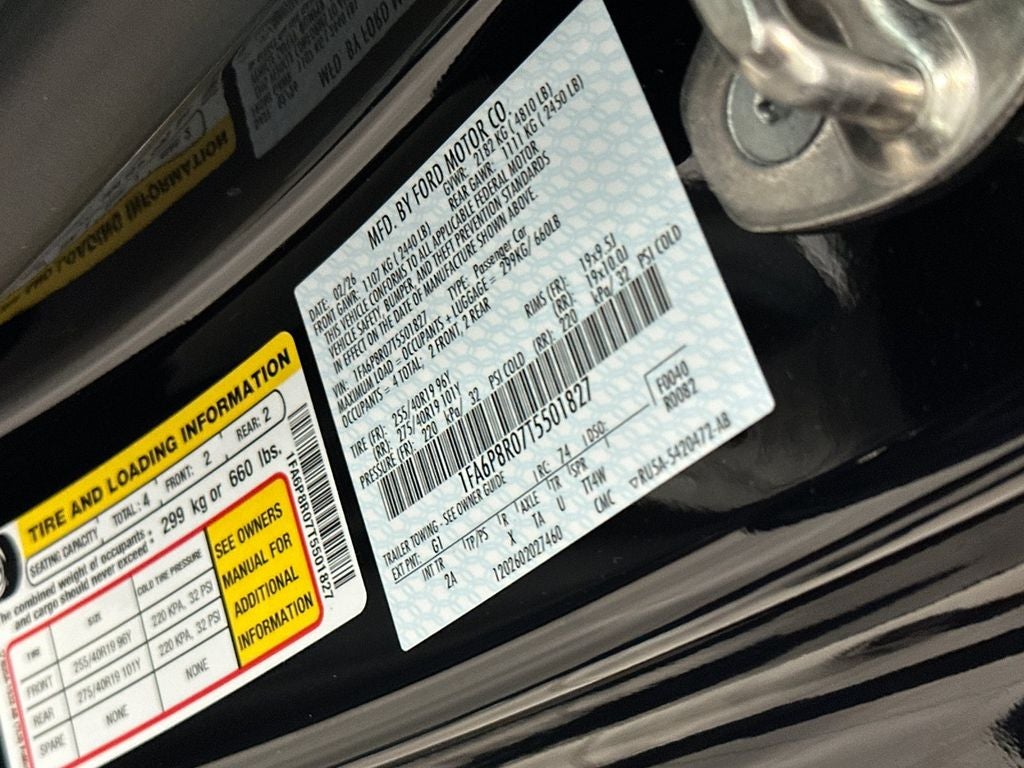 MFD. BY FORD MOTOR CO.
DATE: 02/26 GVWR: 2182 KG ( 4810 LB)
FRONT GAWR: 1107 KG ( 2440 LB) REAR GAWR: 1111 KG ( 2450 LB)
THIS VEHICLE CONFORMS TO ALL APPLICABLE FEDERAL MOTOR
VEHICLE SAFETY, BUMPER, AND THEFT PREVENTION STANDARDS
IN EFFECT ON THE DATE OF MANUFACTURE SHOWN ABOVE.
VIN: 1FA6P8R07T5501827 TYPE: Passenger Car
MAXIMUM LOAD = OCCUPANTS + LUGGAGE = 299KG/ 660LB
OCCUPANTS = 4 TOTAL; 2 FRONT, 2 REAR
TIRE (FR): 255/40R19 96Y RIMS (FR): 19x9.5J
(RR): 275/40R19 101Y (RR): 19x10.0J
PRESSURE (FR) 220 kPa/ 32 PSI COLD (RR): 220 kPa/ 32 PSI COLD
1FA6P8R07T5501827
TRAILER TOWING - SEE OWNER GUIDE
F0040
R0082
EXT PNT: G1 RC: 74 DSO:
INT TR TP/PS R AXLE TR SPR
2A X TA U TT4W
1202602027460 CMC
▽RUSA-5420472-AB
TIRE AND LOADING INFORMATION
SEATING CAPACITY TOTAL: 4 FRONT: 2 REAR: 2
he combined weight of occupants
and cargo should never exceed: 299 kg or 660 lbs.
TIRE SIZE COLD TIRE PRESSURE
FRONT 255/40R19 96Y 220 KPA, 32 PSI
REAR 275/40R19 101Y 220 KPA, 32 PSI
SPARE NONE NONE
SEE OWNERS
MANUAL FOR
ADDITIONAL
INFORMATION
1FA6P8R07T5501827